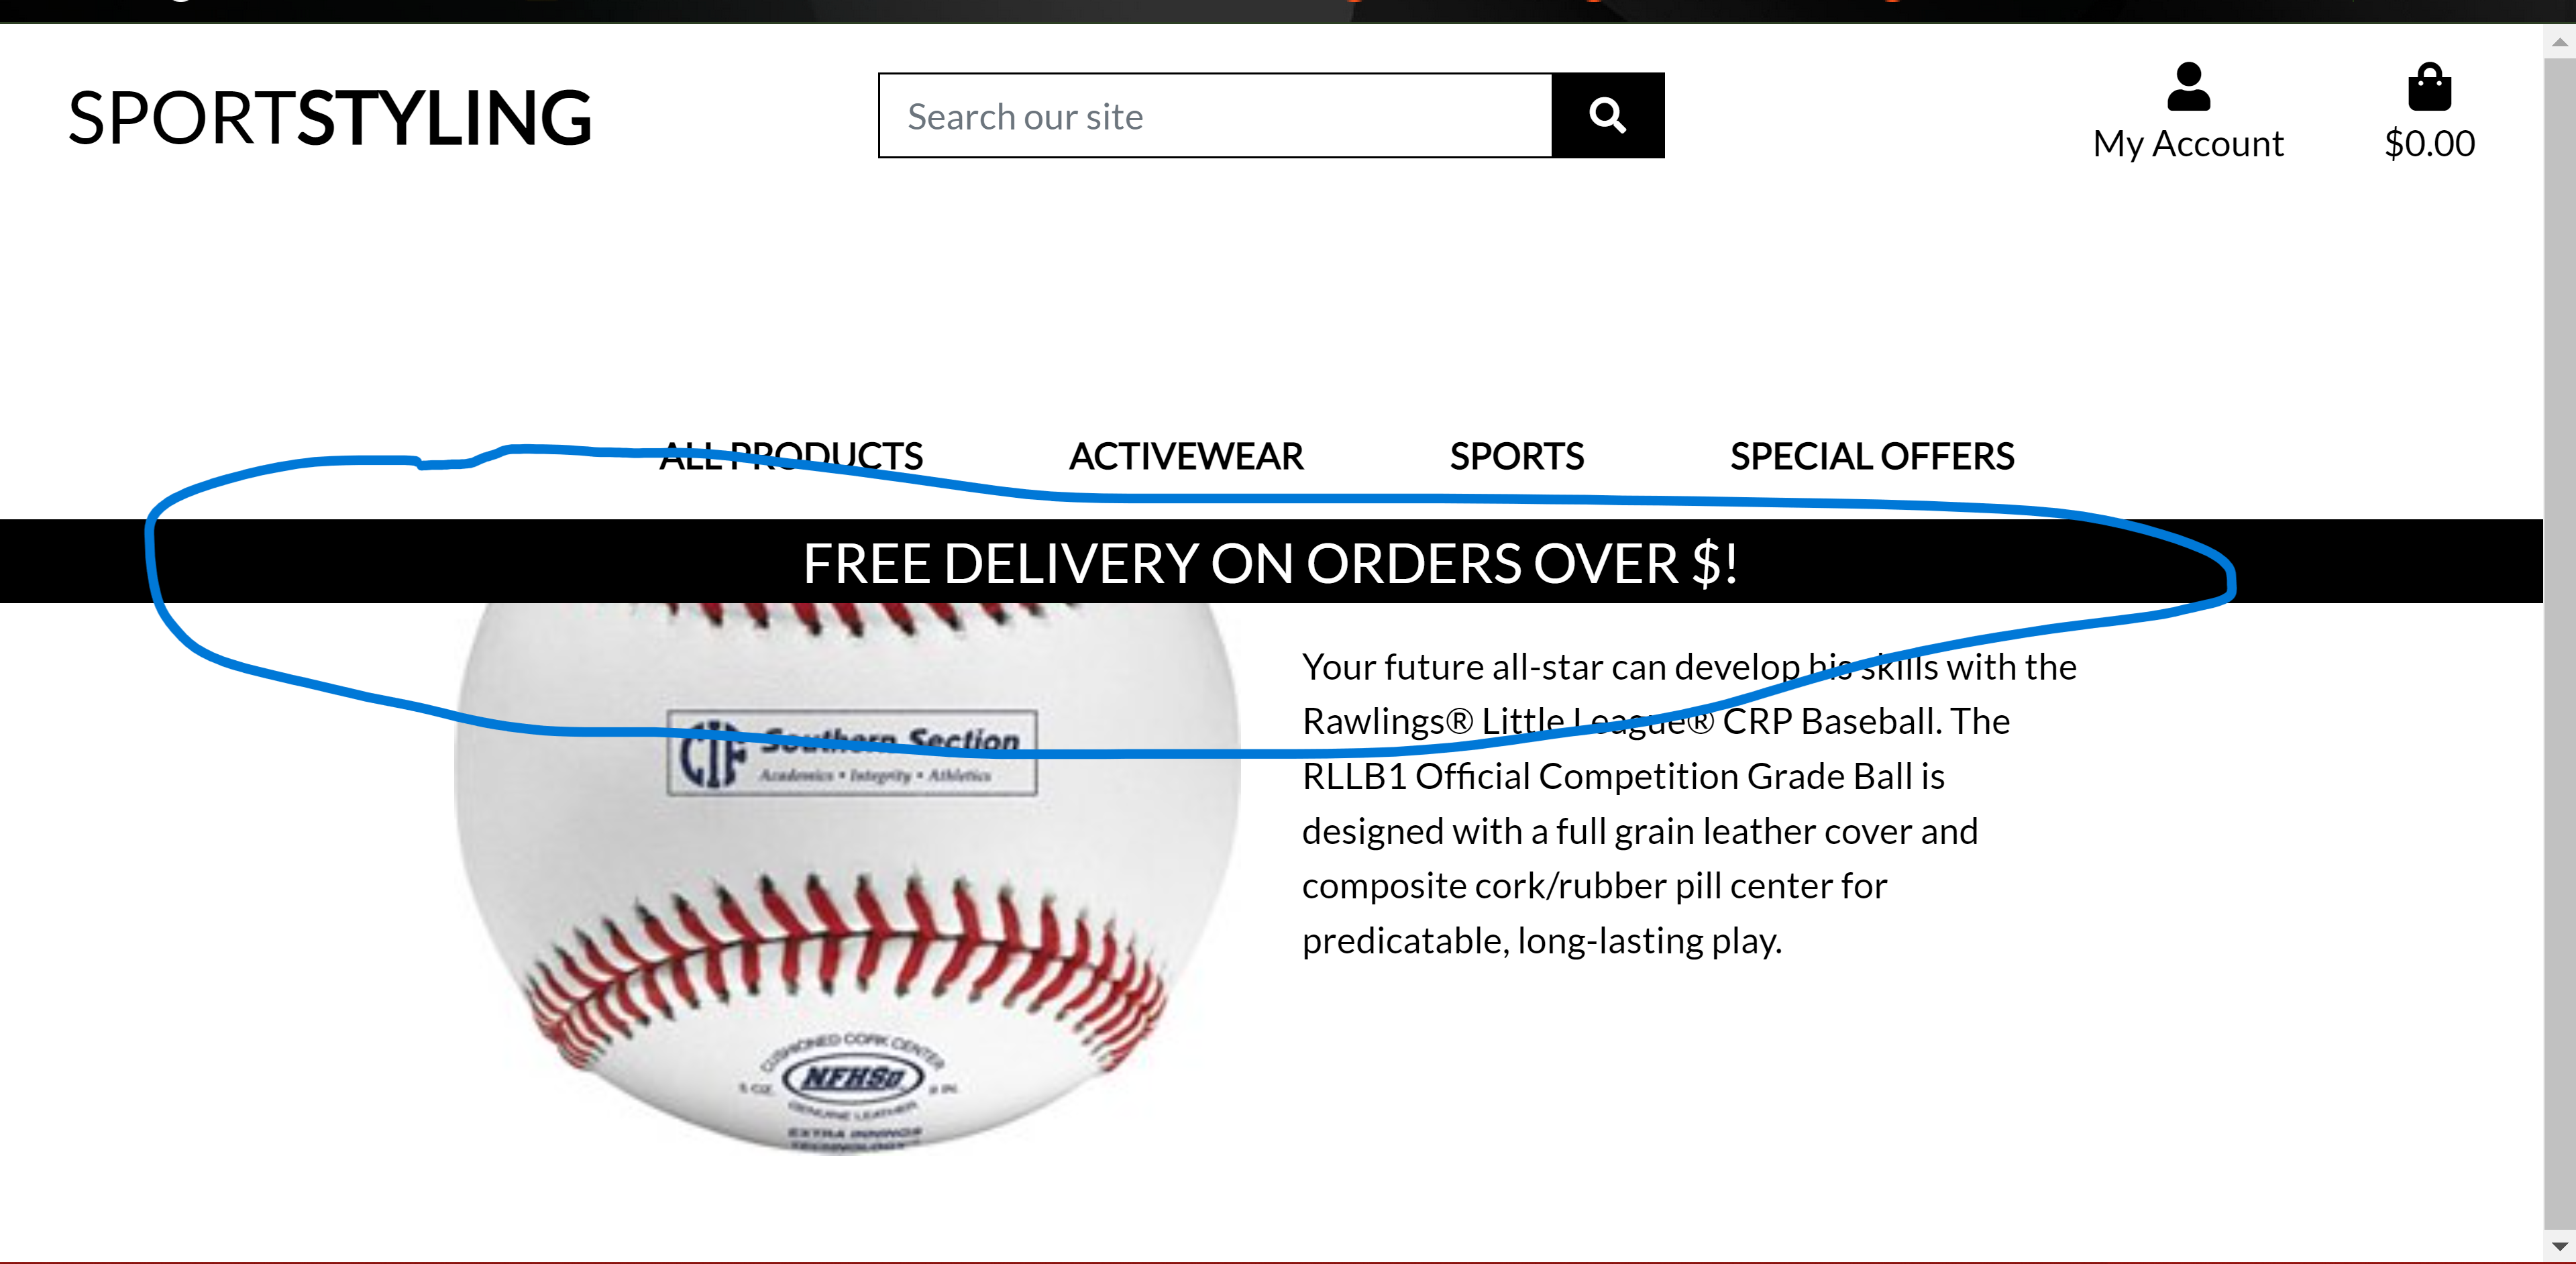 SPORTSTYLING
Search our site
My Account
$0.00
ALL PRODUCTS
ACTIVEWEAR
SPORTS
SPECIAL OFFERS
FREE DELIVERY ON ORDERS OVER $!
Your future all-star can develop his skills with the
Rawlings® Little League® CRP Baseball. The
RLLB1 Official Competition Grade Ball is
designed with a full grain leather cover and
composite cork/rubber pill center for
predicatable, long-lasting play.
CIF Southern Section
Academics • Integrity • Athletics
CUSHIONED CORK CENTER
5 OZ.
9 IN.
GENUINE LEATHER
EXTRA INNINGS
TECHNOLOGY